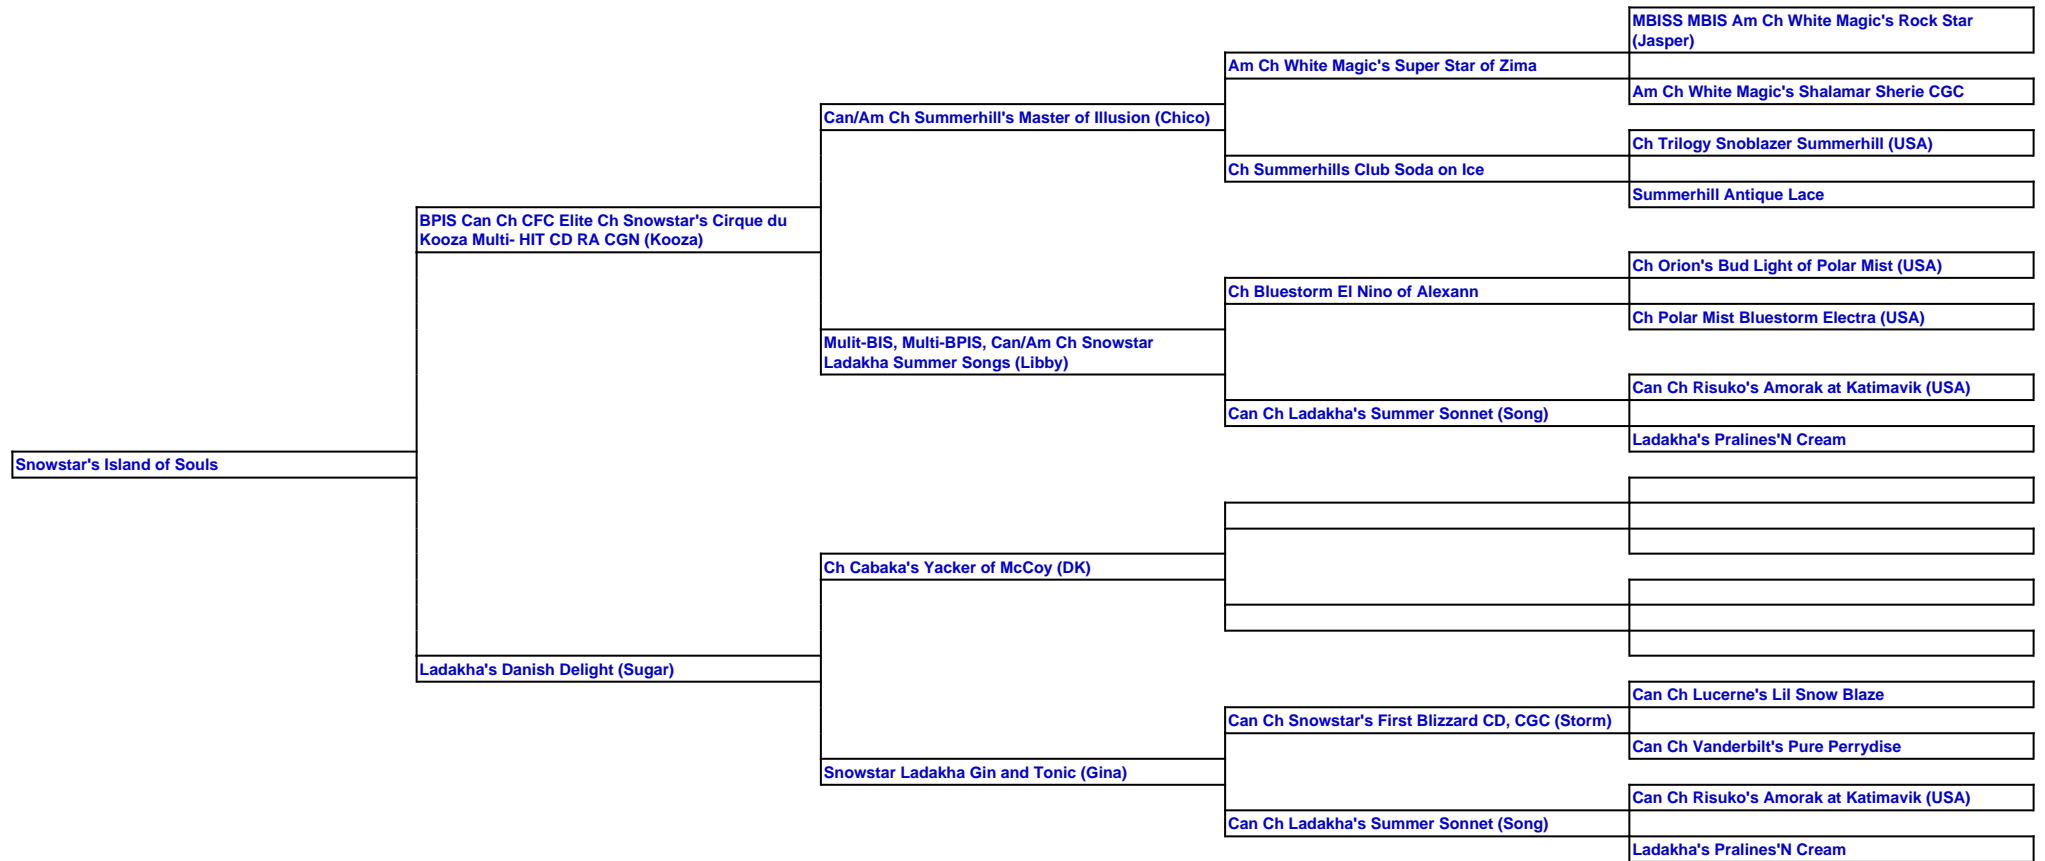 MBISS MBIS Am Ch White Magic's Rock Star
(Jasper)
Am Ch White Magic's Super Star of Zima
Am Ch White Magic's Shalamar Sherie CGC
Can/Am Ch Summerhill's Master of Illusion (Chico)
Ch Trilogy Snoblazer Summerhill (USA)
Ch Summerhills Club Soda on Ice
Summerhill Antique Lace
BPIS Can Ch CFC Elite Ch Snowstar's Cirque du
Kooza Multi- HIT CD RA CGN (Kooza)
Ch Orion's Bud Light of Polar Mist (USA)
Ch Bluestorm El Nino of Alexann
Ch Polar Mist Bluestorm Electra (USA)
Mulit-BIS, Multi-BPIS, Can/Am Ch Snowstar
Ladakha Summer Songs (Libby)
Can Ch Risuko's Amorak at Katimavik (USA)
Can Ch Ladakha's Summer Sonnet (Song)
Ladakha's Pralines'N Cream
Snowstar's Island of Souls
Ch Cabaka's Yacker of McCoy (DK)
Ladakha's Danish Delight (Sugar)
Can Ch Lucerne's Lil Snow Blaze
Can Ch Snowstar's First Blizzard CD, CGC (Storm)
Can Ch Vanderbilt's Pure Perrydise
Snowstar Ladakha Gin and Tonic (Gina)
Can Ch Risuko's Amorak at Katimavik (USA)
Can Ch Ladakha's Summer Sonnet (Song)
Ladakha's Pralines'N Cream